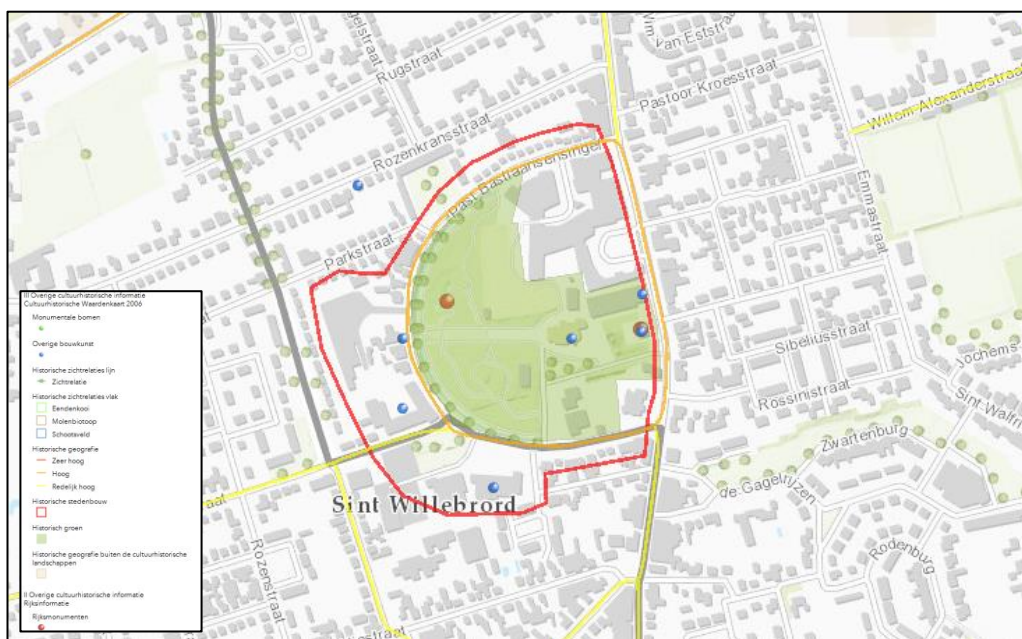 Wim
van Eststraat
Pastoor Kroesstraat
Rugstraat
Rozenkransstraat
Willem-Alexanderstraat
Past Bastiaansensingel
Parkstraat
Emmastraat
Sibeliusstraat
Rossinistraat
Jochems
Sint Walfri
Zwartenburg
de Gageltijzen
Rodenburg
Sint Willebrord
Rozenstraat
III Overige cultuurhistorische informatie
Cultuurhistorische Waardenkaart 2006
Monumentale bomen
Overige bouwkunst
Historische zichtrelaties lijn
Zichtrelatie
Historische zichtrelaties vlak
Eendenkooi
Molenbiotoop
Schootsveld
Historische geografie
Zeer hoog
Hoog
Redelijk hoog
Historische stedenbouw
Historisch groen
Historische geografie buiten de cultuurhistorische
landschappen
II Overige cultuurhistorische informatie
Rijksinformatie
Rijksmonumenten